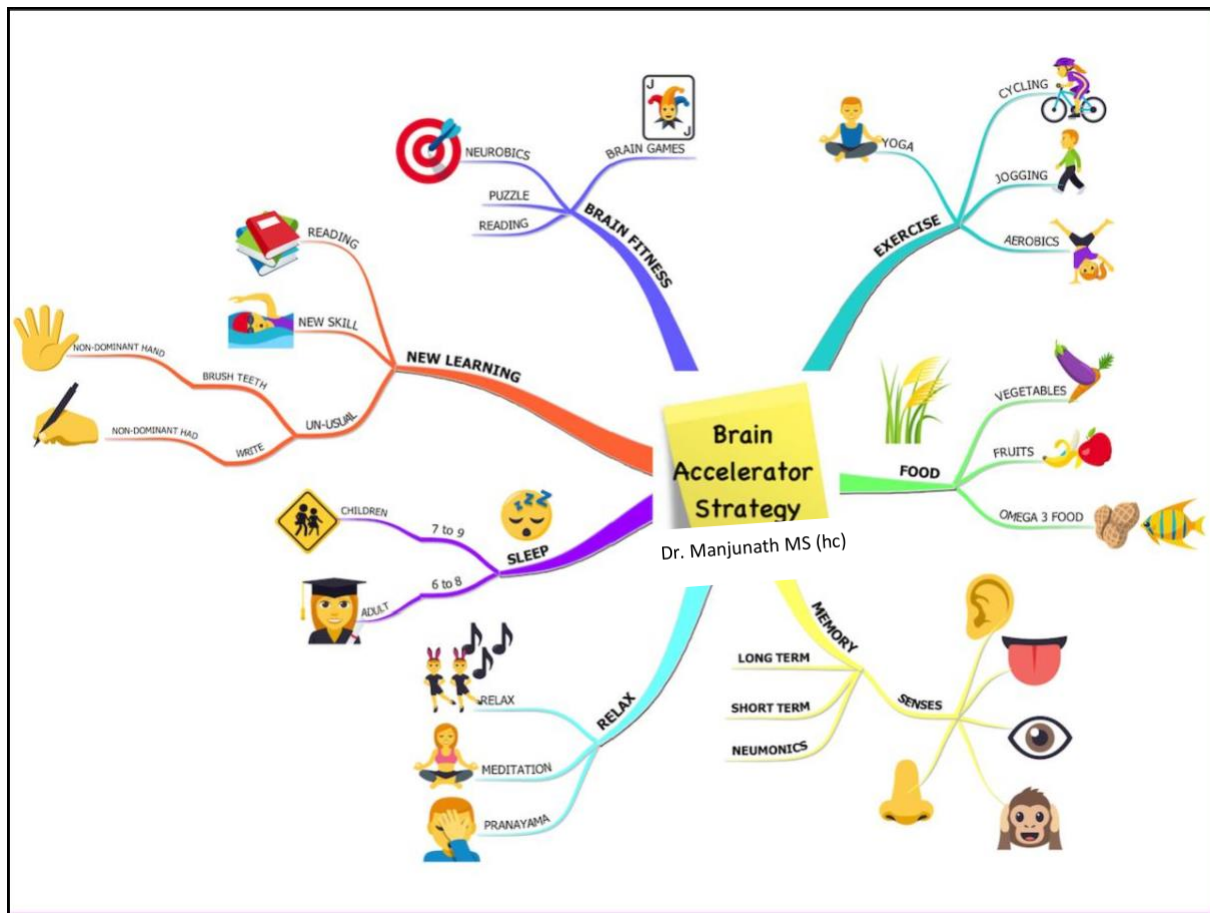 Brain
Accelerator
Strategy
Dr. Manjunath MS (hc)
EXERCISE
YOGA
CYCLING
JOGGING
AEROBICS
FOOD
VEGETABLES
FRUITS
OMEGA 3 FOOD
MEMORY
LONG TERM
SHORT TERM
NEUMONICS
SENSES
RELAX
RELAX
MEDITATION
PRANAYAMA
SLEEP
7 to 9
CHILDREN
6 to 8
ADULT
NEW LEARNING
READING
NEW SKILL
UN-USUAL
BRUSH TEETH
NON-DOMINANT HAND
WRITE
NON-DOMINANT HAD
BRAIN FITNESS
NEUROBICS
PUZZLE
READING
BRAIN GAMES
J
J